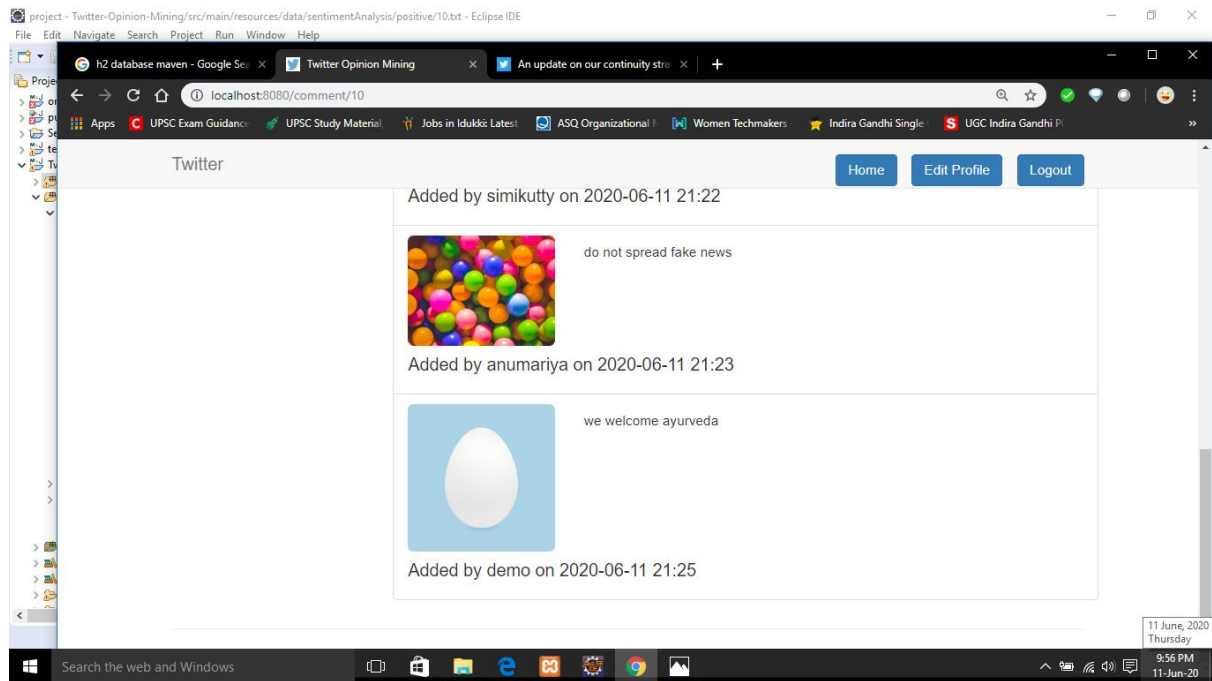 project - Twitter-Opinion-Mining/src/main/resources/data/sentimentAnalysis/positive/10.txt - Eclipse IDE
File Edit Navigate Search Project Run Window Help
h2 database maven - Google Sea
Twitter Opinion Mining
An update on our continuity stra
localhost:8080/comment/10
Apps
UPSC Exam Guidance
UPSC Study Material,
Jobs in Idukki: Latest
ASQ Organizational
Women Techmakers
Indira Gandhi Single
UGC Indira Gandhi P
Proje
Twitter
Home
Edit Profile
Logout
Added by simikutty on 2020-06-11 21:22
do not spread fake news
Added by anumariya on 2020-06-11 21:23
we welcome ayurveda
Added by demo on 2020-06-11 21:25
11 June, 2020
Thursday
Search the web and Windows
9:56 PM
11-Jun-20